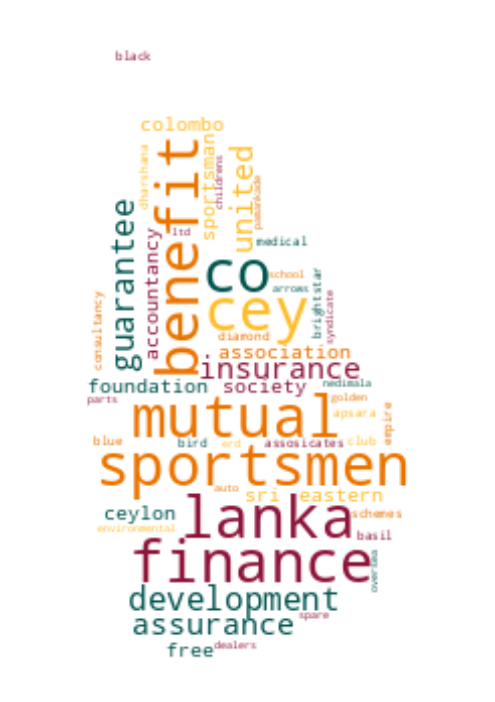 black
colombo
benefit
dharshana
sportsman
childrens
united
pamankade
guarantee
accountancy
ltd
medical
co
school
arrows
brightstar
syndicate
cey
consultancy
diamond
association
insurance
foundation
society
nedimala
parts
golden
mutual
apsara
empire
blue
bird
erd
assosicates
club
sportsmen
auto
sri
eastern
lanka
ceylon
schemes
environmental
basil
finance
oversea
development
assurance
spare
free
dealers